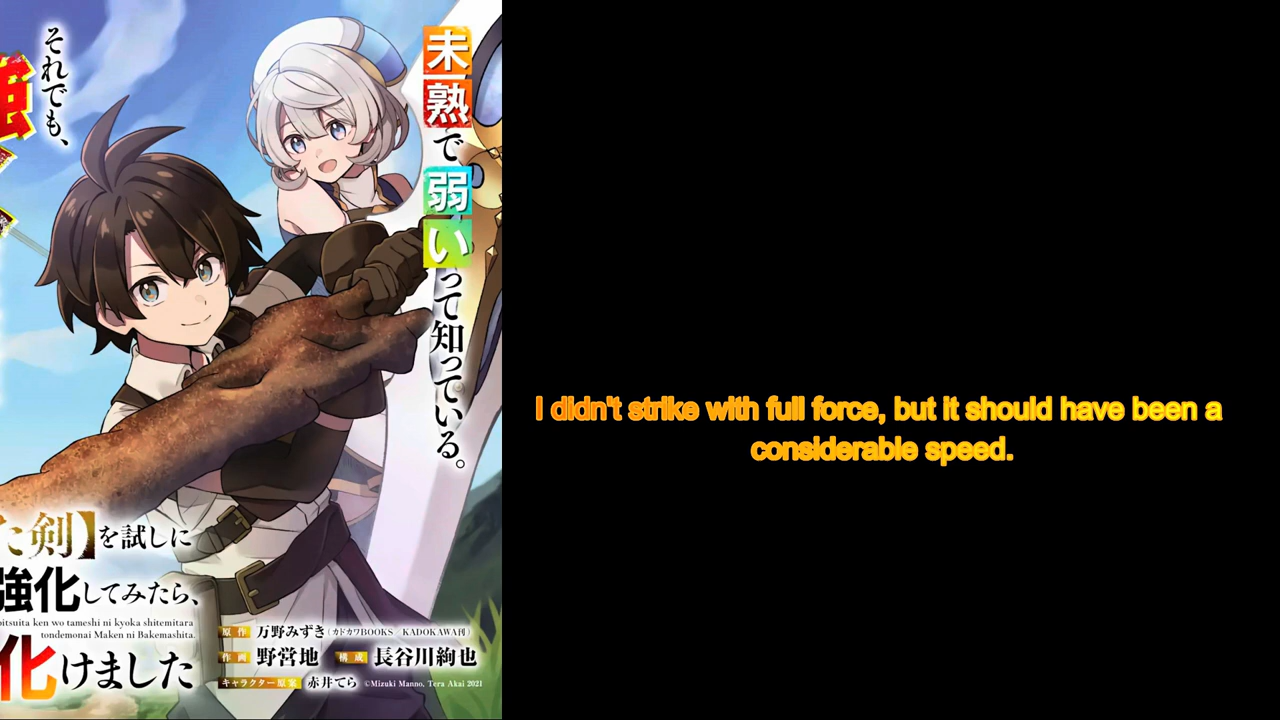 未熟で弱いって知っている。
それでも、
強
た剣】を試しに
強化してみたら、
bitsuita ken wo tameshi ni kyoka shitemitara
tondemonai Maken ni Bakemashita.
化けました
原作 万野みずき（カドカワBOOKS／KADOKAWA刊）
作画 野営地 構成 長谷川絢也
キャラクター原案 赤井てら ©Mizuki Manno, Tera Akai 2021
I didn't strike with full force, but it should have been a
considerable speed.